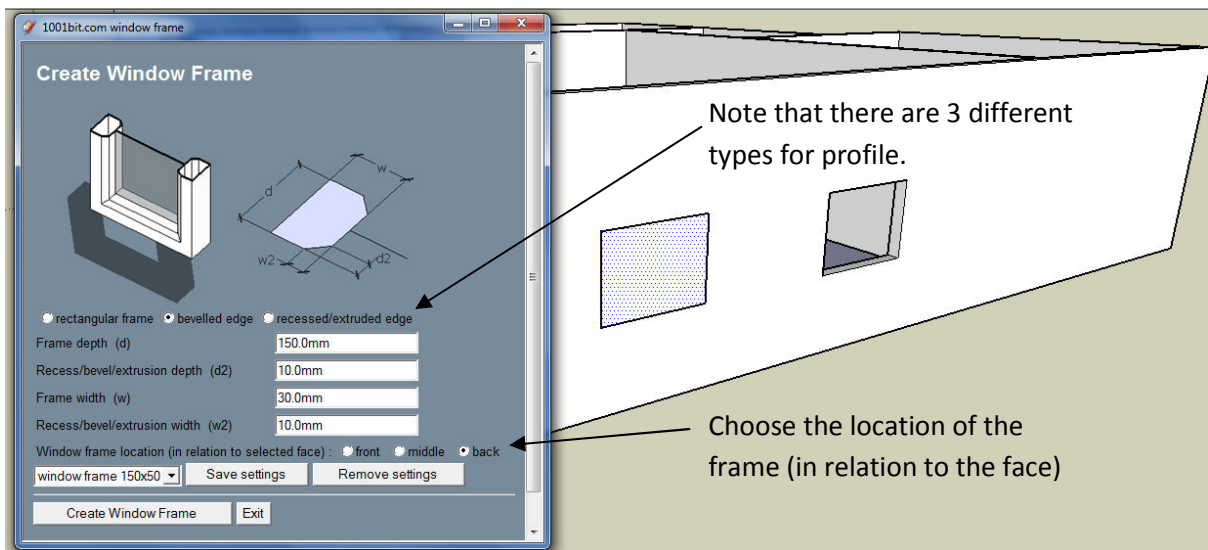 1001bit.com window frame
Create Window Frame
d
w
w2
d2
rectangular frame bevelled edge recessed/extruded edge
Frame depth (d) 150.0mm
Recess/bevel/extrusion depth (d2) 10.0mm
Frame width (w) 30.0mm
Recess/bevel/extrusion width (w2) 10.0mm
Window frame location (in relation to selected face) : front middle back
window frame 150x50 Save settings Remove settings
Create Window Frame Exit
Note that there are 3 different
types for profile.
Choose the location of the
frame (in relation to the face)